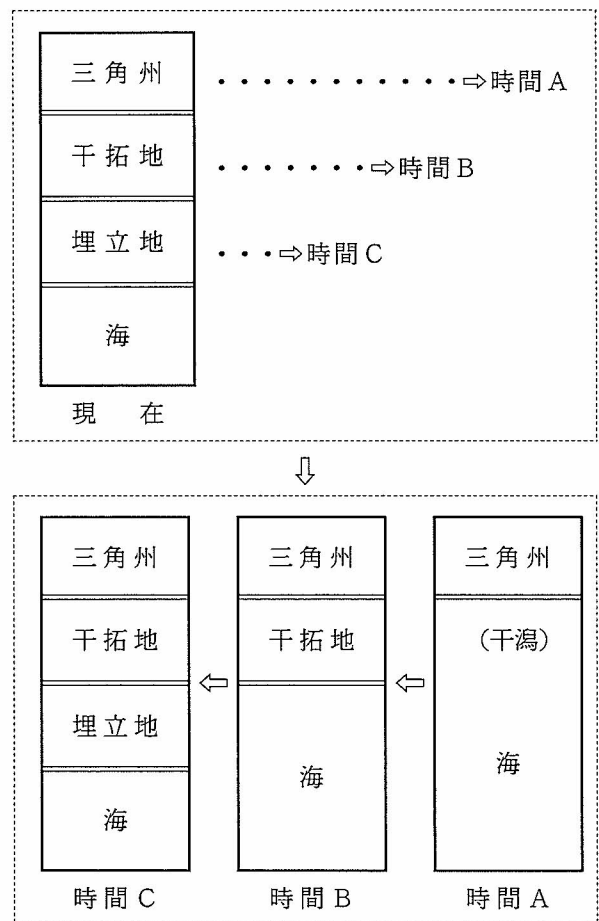 三角州 ・・・・・・・・・・・⇨時間A
干拓地 ・・・・・・・⇨時間B
埋立地 ・・・⇨時間C
海
現在
⇩
三角州 三角州 三角州
干拓地 干拓地 (干潟)
⇦ ⇦
埋立地
海 海
海
時間C 時間B 時間A